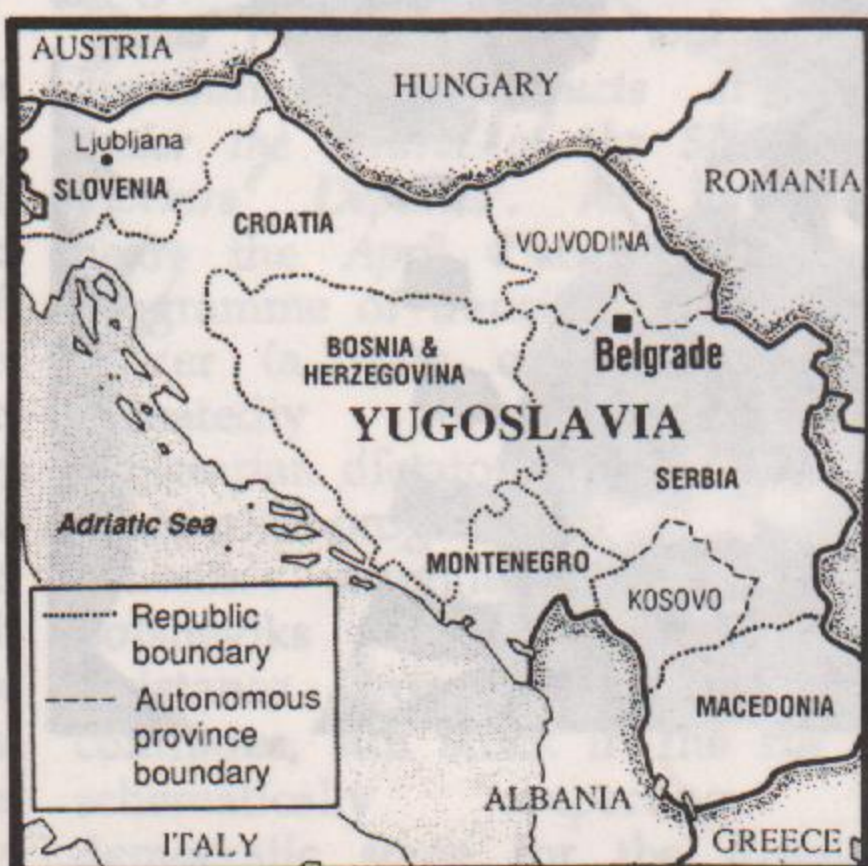 AUSTRIA
HUNGARY
Ljubljana
SLOVENIA
ROMANIA
CROATIA
VOJVODINA
BOSNIA &
HERZEGOVINA
Belgrade
YUGOSLAVIA
SERBIA
Adriatic Sea
MONTENEGRO
KOSOVO
Republic
boundary
Autonomous
province
boundary
MACEDONIA
ALBANIA
ITALY
GREECE